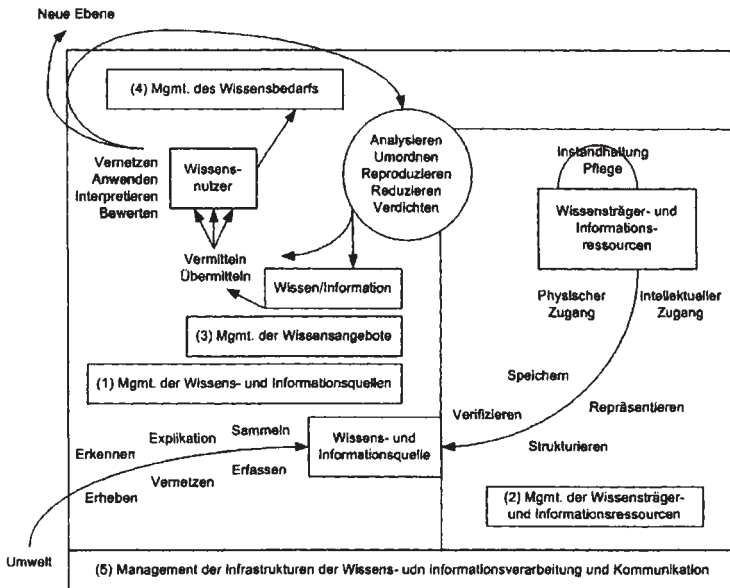 Neue Ebene
(4) Mgmt. des Wissensbedarfs
Analysieren
Umordnen
Reproduzieren
Reduzieren
Verdichten
Vernetzen
Anwenden
Interpretieren
Bewerten
Wissens-
nutzer
Instandhaltung
Pflege
Wissensträger- und
Informations-
ressourcen
Vermitteln
Übermitteln
Wissen/Information
Physischer
Zugang
Intellektueller
Zugang
(3) Mgmt. der Wissensangebote
(1) Mgmt. der Wissens- und Informationsquellen
Speichern
Verifizieren
Repräsentieren
Strukturieren
Erkennen
Explikation
Sammeln
Wissens- und
Informationsquelle
Erheben
Vernetzen
Erfassen
(2) Mgmt. der Wissensträger-
und Informationsressourcen
Umwelt
(5) Management der Infrastrukturen der Wissens- udn Informationsverarbeitung und Kommunikation